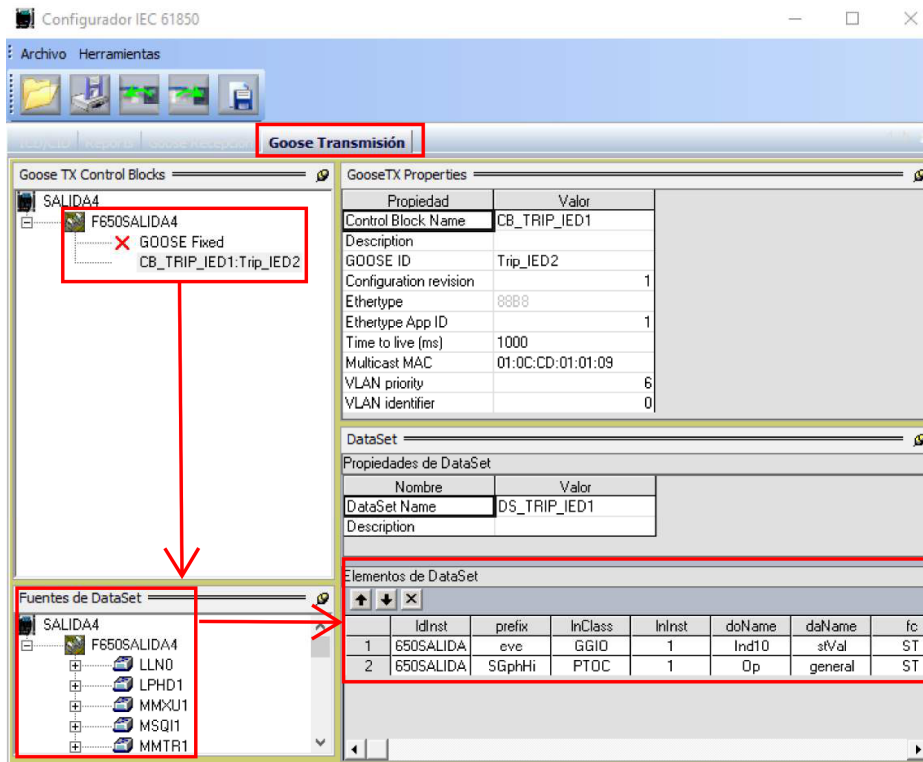 Configurador IEC 61850
Archivo Herramientas
Goose Transmisión
Goose TX Control Blocks
SALIDA4
F650SALIDA4
GOOSE Fixed
CB_TRIP_IED1:Trip_IED2
GooseTX Properties
Propiedad Valor
Control Block Name CB_TRIP_IED1
Description
GOOSE ID Trip_IED2
Configuration revision 1
Ethertype 88B8
Ethertype App ID 1
Time to live (ms) 1000
Multicast MAC 01:0C:CD:01:01:09
VLAN priority 6
VLAN identifier 0
DataSet
Propiedades de DataSet
Nombre Valor
DataSet Name DS_TRIP_IED1
Description
Fuentes de DataSet
SALIDA4
F650SALIDA4
LLN0
LPHD1
MMXU1
MSQI1
MMTR1
Elementos de DataSet
ldInst prefix lnClass lnInst doName daName fc
1 650SALIDA eve GGIO 1 Ind10 stVal ST
2 650SALIDA SGphHi PTOC 1 Op general ST